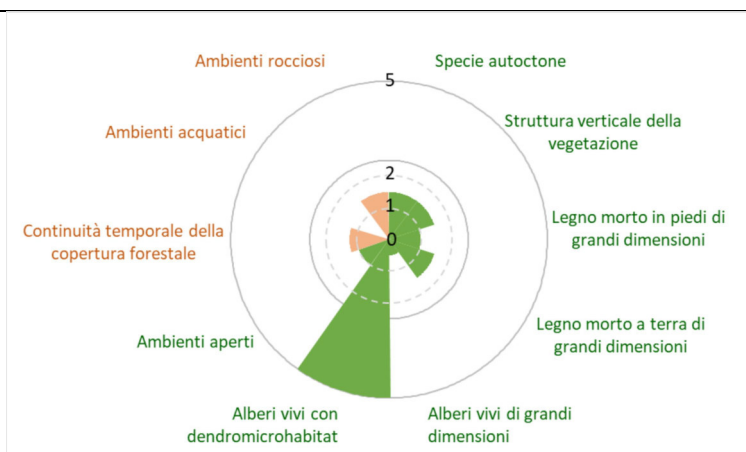 Ambienti rocciosi
Specie autoctone
5
Struttura verticale della
vegetazione
Ambienti acquatici
2
1
Legno morto in piedi di
grandi dimensioni
Continuità temporale della
copertura forestale
0
Legno morto a terra di
grandi dimensioni
Ambienti aperti
Alberi vivi con
dendromicrohabitat
Alberi vivi di grandi
dimensioni